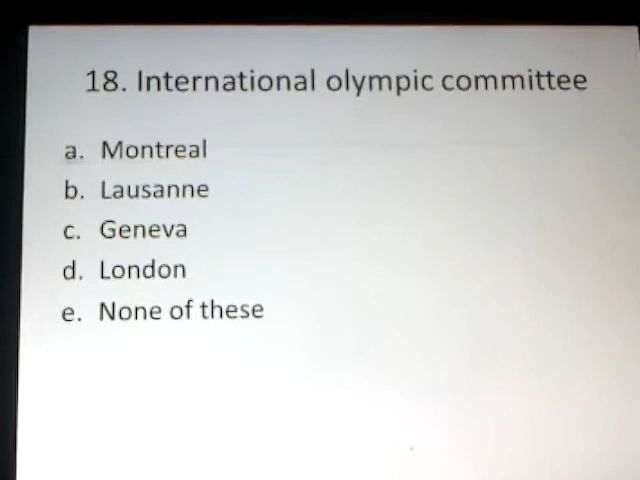 18. International olympic committee
a. Montreal
b. Lausanne
c. Geneva
d. London
e. None of these